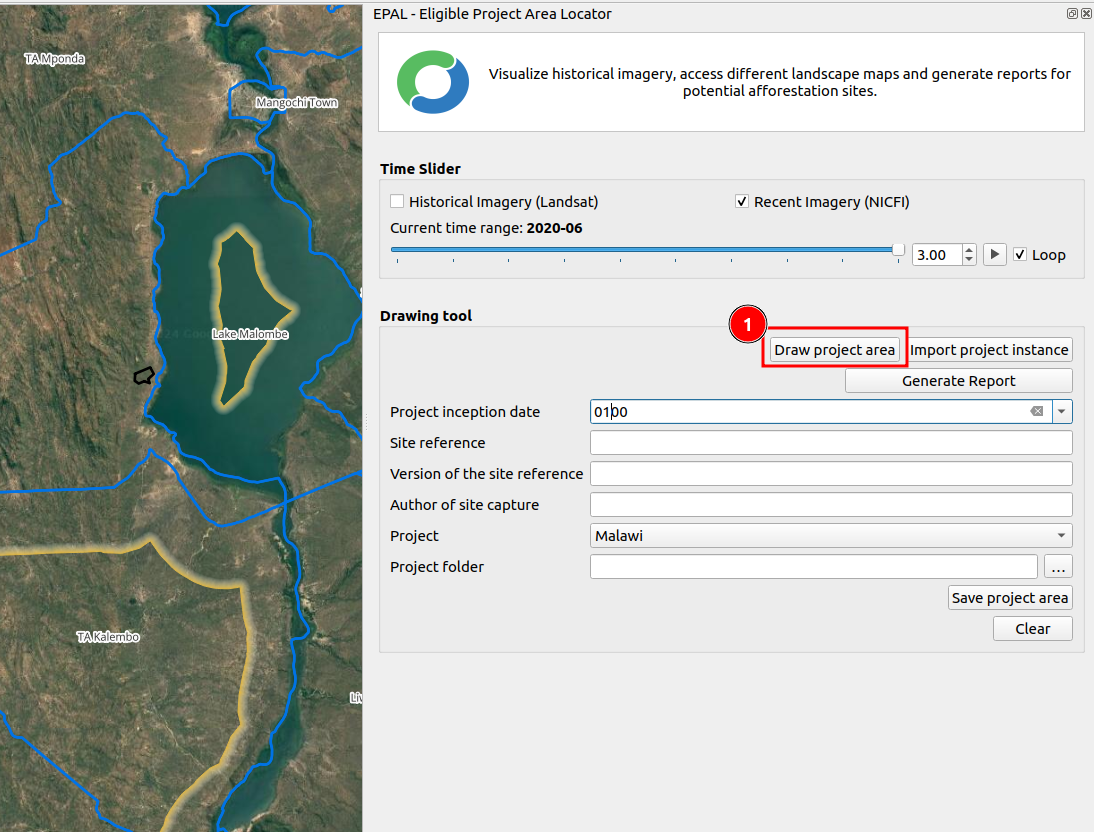 EPAL - Eligible Project Area Locator
TA Mponda
Mangochi Town
Lake Malombe
TA Kalembo
Visualize historical imagery, access different landscape maps and generate reports for
potential afforestation sites.
Time Slider
Historical Imagery (Landsat)
Recent Imagery (NICFI)
Current time range: 2020-06
3.00
Loop
Drawing tool
1
Draw project area
Import project instance
Generate Report
Project inception date
0100
Site reference
Version of the site reference
Author of site capture
Project
Malawi
Project folder
...
Save project area
Clear